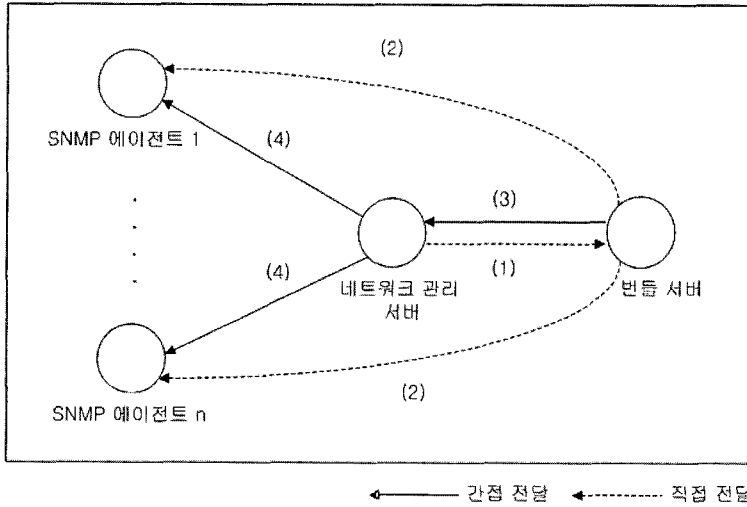 (2)
SNMP 에이전트 1
(4)
(3)
(1)
(4)
네트워크 관리
서버
번들 서버
(2)
SNMP 에이전트 n
간접 전달
직접 전달